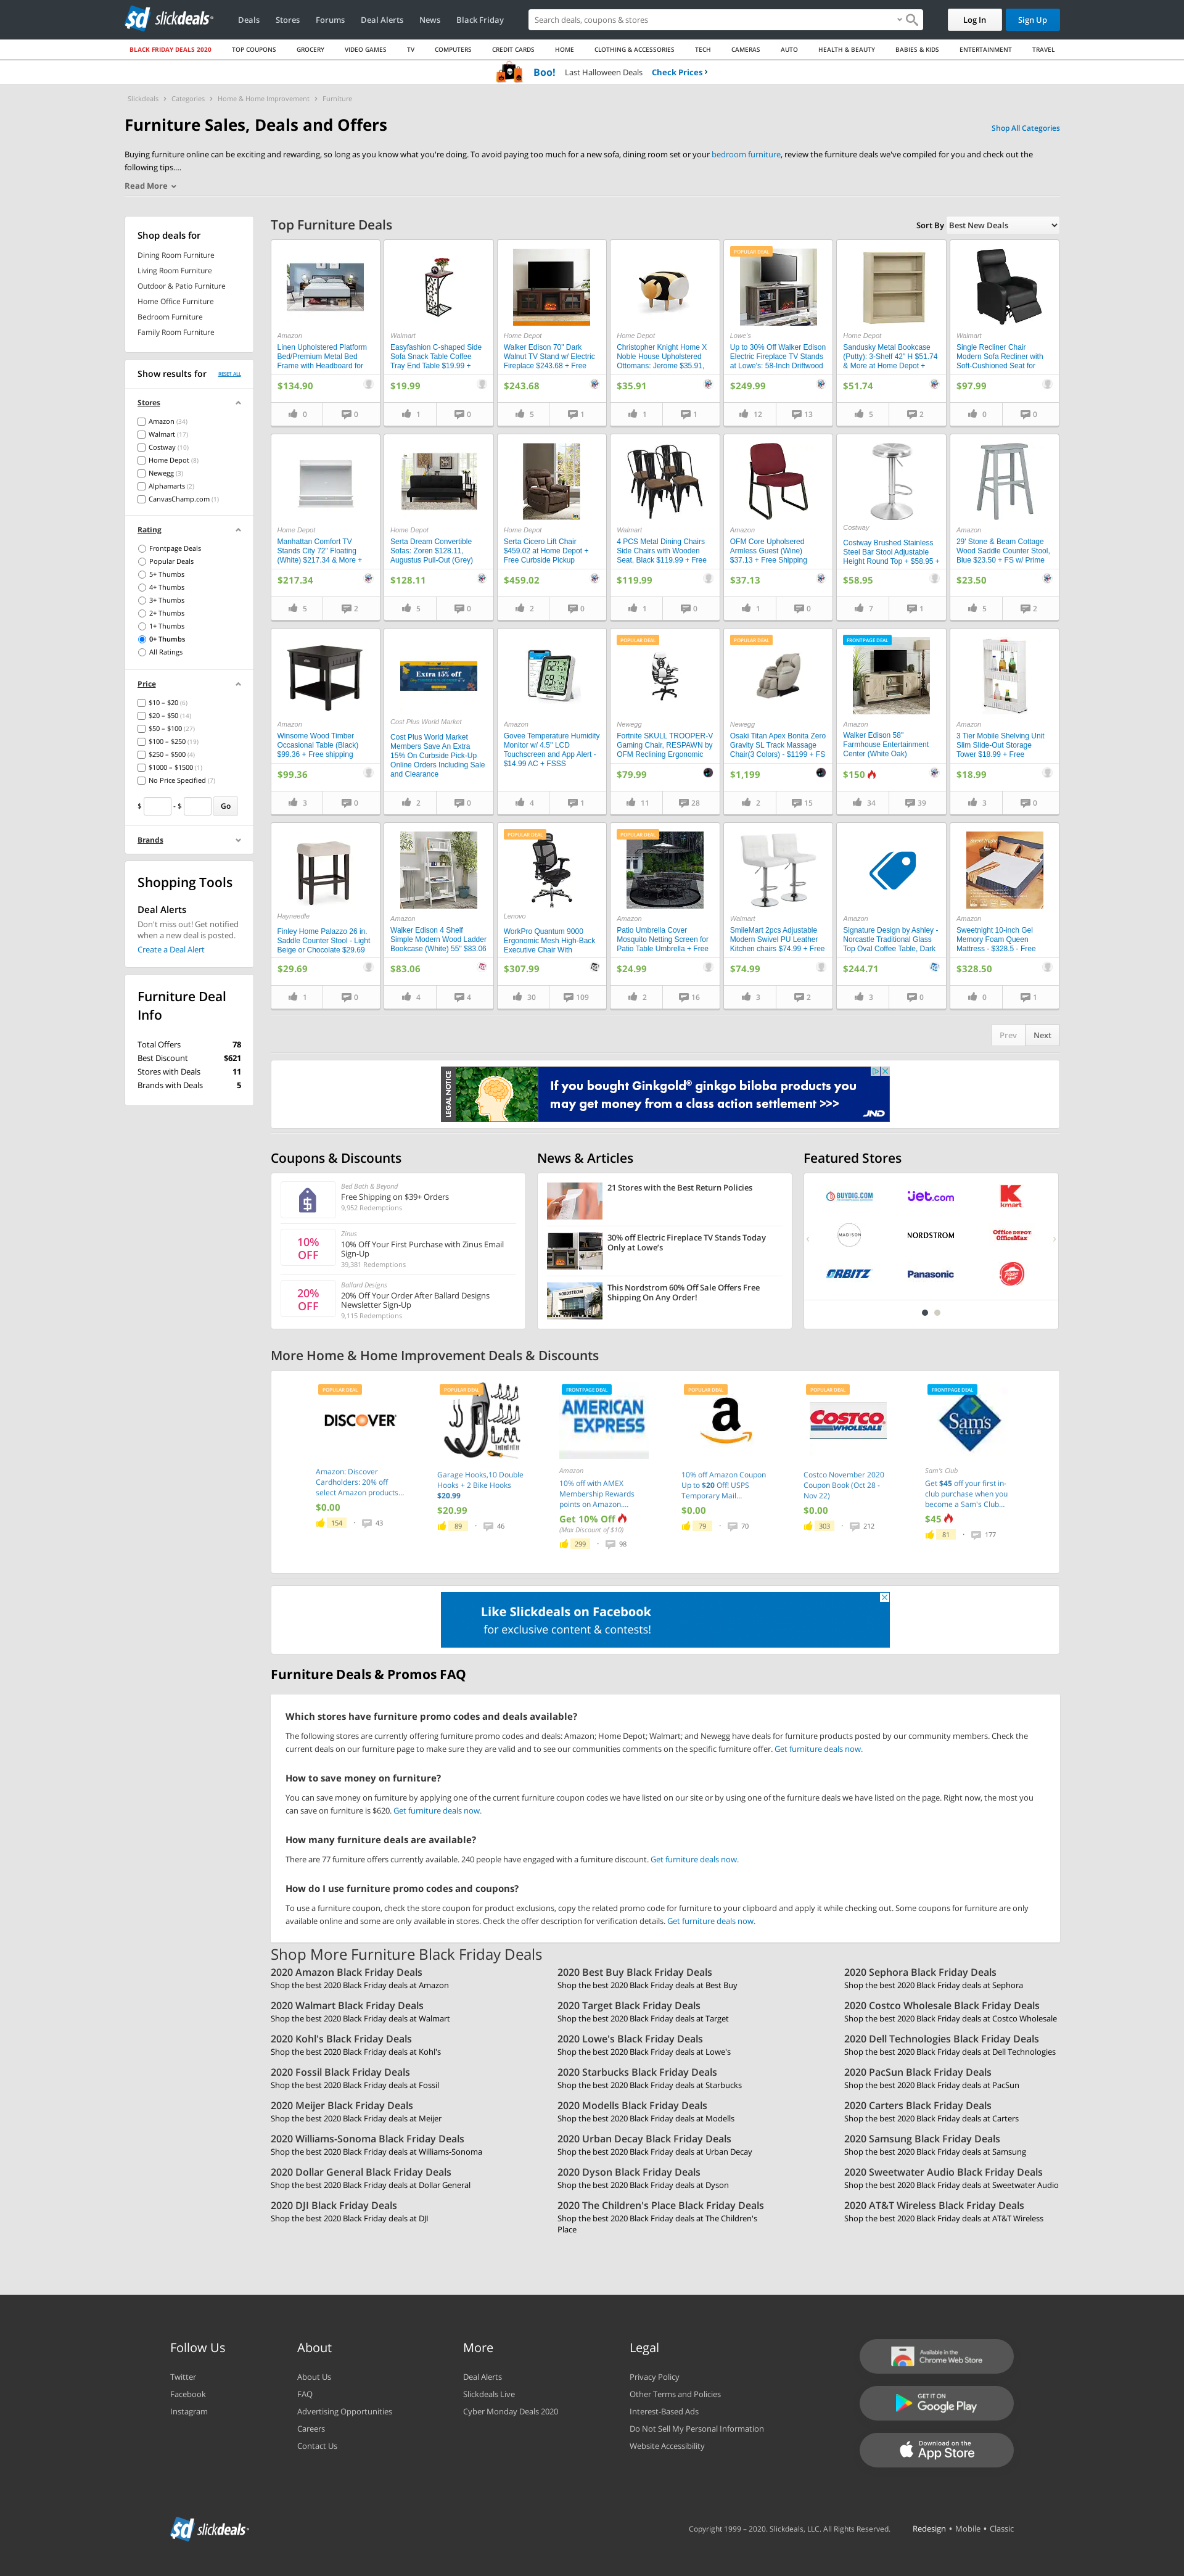 slickdeals
Deals
Stores
Forums
Deal Alerts
News
Black Friday
Search deals, coupons & stores
Log In
Sign Up
BLACK FRIDAY DEALS 2020
TOP COUPONS
GROCERY
VIDEO GAMES
TV
COMPUTERS
CREDIT CARDS
HOME
CLOTHING & ACCESSORIES
TECH
CAMERAS
AUTO
HEALTH & BEAUTY
BABIES & KIDS
ENTERTAINMENT
TRAVEL
Boo! Last Halloween Deals Check Prices ›
Slickdeals › Categories › Home & Home Improvement › Furniture
Furniture Sales, Deals and Offers
Shop All Categories
Buying furniture online can be exciting and rewarding, so long as you know what you're doing. To avoid paying too much for a new sofa, dining room set or your bedroom furniture, review the furniture deals we've compiled for you and check out the
following tips....
Read More
Shop deals for
Dining Room Furniture
Living Room Furniture
Outdoor & Patio Furniture
Home Office Furniture
Bedroom Furniture
Family Room Furniture
Show results for
RESET ALL
Stores
Amazon (34)
Walmart (17)
Costway (10)
Home Depot (8)
Newegg (3)
Alphamarts (2)
CanvasChamp.com (1)
Rating
Frontpage Deals
Popular Deals
5+ Thumbs
4+ Thumbs
3+ Thumbs
2+ Thumbs
1+ Thumbs
0+ Thumbs
All Ratings
Price
$10 – $20 (6)
$20 – $50 (14)
$50 – $100 (27)
$100 – $250 (19)
$250 – $500 (4)
$1000 – $1500 (1)
No Price Specified (7)
$ - $ Go
Brands
Shopping Tools
Deal Alerts
Don't miss out! Get notified
when a new deal is posted.
Create a Deal Alert
Furniture Deal
Info
Total Offers 78
Best Discount $621
Stores with Deals 11
Brands with Deals 5
Top Furniture Deals
Sort By Best New Deals
Amazon
Linen Upholstered Platform
Bed/Premium Metal Bed
Frame with Headboard for
$134.90
0 0
Walmart
Easyfashion C-shaped Side
Sofa Snack Table Coffee
Tray End Table $19.99 +
$19.99
1 0
Home Depot
Walker Edison 70" Dark
Walnut TV Stand w/ Electric
Fireplace $243.68 + Free
$243.68
5 1
Home Depot
Christopher Knight Home X
Noble House Upholstered
Ottomans: Jerome $35.91,
$35.91
1 1
POPULAR DEAL
Lowe's
Up to 30% Off Walker Edison
Electric Fireplace TV Stands
at Lowe's: 58-Inch Driftwood
$249.99
12 13
Home Depot
Sandusky Metal Bookcase
(Putty): 3-Shelf 42" H $51.74
& More at Home Depot +
$51.74
5 2
Walmart
Single Recliner Chair
Modern Sofa Recliner with
Soft-Cushioned Seat for
$97.99
0 0
Home Depot
Manhattan Comfort TV
Stands City 72" Floating
(White) $217.34 & More +
$217.34
5 2
Home Depot
Serta Dream Convertible
Sofas: Zoren $128.11,
Augustus Pull-Out (Grey)
$128.11
5 0
Home Depot
Serta Cicero Lift Chair
$459.02 at Home Depot +
Free Curbside Pickup
$459.02
2 0
Walmart
4 PCS Metal Dining Chairs
Side Chairs with Wooden
Seat, Black $119.99 + Free
$119.99
1 0
Amazon
OFM Core Upholsered
Armless Guest (Wine)
$37.13 + Free Shipping
$37.13
1 0
Costway
Costway Brushed Stainless
Steel Bar Stool Adjustable
Height Round Top + $58.95 +
$58.95
7 1
Amazon
29' Stone & Beam Cottage
Wood Saddle Counter Stool,
Blue $23.50 + FS w/ Prime
$23.50
5 2
Amazon
Winsome Wood Timber
Occasional Table (Black)
$99.36 + Free shipping
$99.36
3 0
Extra 15% off
Cost Plus World Market
Cost Plus World Market
Members Save An Extra
15% On Curbside Pick-Up
Online Orders Including Sale
and Clearance
2 0
Amazon
Govee Temperature Humidity
Monitor w/ 4.5" LCD
Touchscreen and App Alert -
$14.99 AC + FSSS
4 1
POPULAR DEAL
Newegg
Fortnite SKULL TROOPER-V
Gaming Chair, RESPAWN by
OFM Reclining Ergonomic
$79.99
11 28
POPULAR DEAL
Newegg
Osaki Titan Apex Bonita Zero
Gravity SL Track Massage
Chair(3 Colors) - $1199 + FS
$1,199
2 15
FRONTPAGE DEAL
Amazon
Walker Edison 58"
Farmhouse Entertainment
Center (White Oak)
$150
34 39
Amazon
3 Tier Mobile Shelving Unit
Slim Slide-Out Storage
Tower $18.99 + Free
$18.99
3 0
Hayneedle
Finley Home Palazzo 26 in.
Saddle Counter Stool - Light
Beige or Chocolate $29.69
$29.69
1 0
Amazon
Walker Edison 4 Shelf
Simple Modern Wood Ladder
Bookcase (White) 55" $83.06
$83.06
4 4
POPULAR DEAL
Lenovo
WorkPro Quantum 9000
Ergonomic Mesh High-Back
Executive Chair With
$307.99
30 109
POPULAR DEAL
Amazon
Patio Umbrella Cover
Mosquito Netting Screen for
Patio Table Umbrella + Free
$24.99
2 16
Walmart
SmileMart 2pcs Adjustable
Modern Swivel PU Leather
Kitchen chairs $74.99 + Free
$74.99
3 2
Amazon
Signature Design by Ashley -
Norcastle Traditional Glass
Top Oval Coffee Table, Dark
$244.71
3 0
Amazon
Sweetnight 10-inch Gel
Memory Foam Queen
Mattress - $328.5 - Free
$328.50
0 1
Prev Next
LEGAL NOTICE
If you bought Ginkgold® ginkgo biloba products you
may get money from a class action settlement >>>
JND
Coupons & Discounts
Bed Bath & Beyond
Free Shipping on $39+ Orders
9,952 Redemptions
10% OFF
Zinus
10% Off Your First Purchase with Zinus Email
Sign-Up
39,381 Redemptions
20% OFF
Ballard Designs
20% Off Your Order After Ballard Designs
Newsletter Sign-Up
9,115 Redemptions
News & Articles
21 Stores with the Best Return Policies
30% off Electric Fireplace TV Stands Today
Only at Lowe's
NORDSTROM
This Nordstrom 60% Off Sale Offers Free
Shipping On Any Order!
Featured Stores
BUYDIG.COM
jet.com
kmart
MADISON
NORDSTROM
Office DEPOT
OfficeMax
ORBITZ
Panasonic
Pizza Hut
More Home & Home Improvement Deals & Discounts
POPULAR DEAL
DISCOVER
Amazon: Discover
Cardholders: 20% off
select Amazon products...
$0.00
154 · 43
POPULAR DEAL
Garage Hooks,10 Double
Hooks + 2 Bike Hooks
$20.99
$20.99
89 · 46
FRONTPAGE DEAL
AMERICAN
EXPRESS
Amazon
10% off with AMEX
Membership Rewards
points on Amazon....
Get 10% Off
(Max Discount of $10)
299 · 98
POPULAR DEAL
a
10% off Amazon Coupon
Up to $20 Off! USPS
Temporary Mail...
$0.00
79 · 70
POPULAR DEAL
COSTCO
WHOLESALE
Costco November 2020
Coupon Book (Oct 28 -
Nov 22)
$0.00
303 · 212
FRONTPAGE DEAL
Sam's
CLUB
Sam's Club
Get $45 off your first in-
club purchase when you
become a Sam's Club...
$45
81 · 177
Like Slickdeals on Facebook
for exclusive content & contests!
Furniture Deals & Promos FAQ
Which stores have furniture promo codes and deals available?
The following stores are currently offering furniture promo codes and deals: Amazon; Home Depot; Walmart; and Newegg have deals for furniture products posted by our community members. Check the
current deals on our furniture page to make sure they are valid and to see our communities comments on the specific furniture offer. Get furniture deals now.
How to save money on furniture?
You can save money on furniture by applying one of the current furniture coupon codes we have listed on our site or by using one of the furniture deals we have listed on the page. Right now, the most you
can save on furniture is $620. Get furniture deals now.
How many furniture deals are available?
There are 77 furniture offers currently available. 240 people have engaged with a furniture discount. Get furniture deals now.
How do I use furniture promo codes and coupons?
To use a furniture coupon, check the store coupon for product exclusions, copy the related promo code for furniture to your clipboard and apply it while checking out. Some coupons for furniture are only
available online and some are only available in stores. Check the offer description for verification details. Get furniture deals now.
Shop More Furniture Black Friday Deals
2020 Amazon Black Friday Deals
Shop the best 2020 Black Friday deals at Amazon
2020 Best Buy Black Friday Deals
Shop the best 2020 Black Friday deals at Best Buy
2020 Sephora Black Friday Deals
Shop the best 2020 Black Friday deals at Sephora
2020 Walmart Black Friday Deals
Shop the best 2020 Black Friday deals at Walmart
2020 Target Black Friday Deals
Shop the best 2020 Black Friday deals at Target
2020 Costco Wholesale Black Friday Deals
Shop the best 2020 Black Friday deals at Costco Wholesale
2020 Kohl's Black Friday Deals
Shop the best 2020 Black Friday deals at Kohl's
2020 Lowe's Black Friday Deals
Shop the best 2020 Black Friday deals at Lowe's
2020 Dell Technologies Black Friday Deals
Shop the best 2020 Black Friday deals at Dell Technologies
2020 Fossil Black Friday Deals
Shop the best 2020 Black Friday deals at Fossil
2020 Starbucks Black Friday Deals
Shop the best 2020 Black Friday deals at Starbucks
2020 PacSun Black Friday Deals
Shop the best 2020 Black Friday deals at PacSun
2020 Meijer Black Friday Deals
Shop the best 2020 Black Friday deals at Meijer
2020 Modells Black Friday Deals
Shop the best 2020 Black Friday deals at Modells
2020 Carters Black Friday Deals
Shop the best 2020 Black Friday deals at Carters
2020 Williams-Sonoma Black Friday Deals
Shop the best 2020 Black Friday deals at Williams-Sonoma
2020 Urban Decay Black Friday Deals
Shop the best 2020 Black Friday deals at Urban Decay
2020 Samsung Black Friday Deals
Shop the best 2020 Black Friday deals at Samsung
2020 Dollar General Black Friday Deals
Shop the best 2020 Black Friday deals at Dollar General
2020 Dyson Black Friday Deals
Shop the best 2020 Black Friday deals at Dyson
2020 Sweetwater Audio Black Friday Deals
Shop the best 2020 Black Friday deals at Sweetwater Audio
2020 DJI Black Friday Deals
Shop the best 2020 Black Friday deals at DJI
2020 The Children's Place Black Friday Deals
Shop the best 2020 Black Friday deals at The Children's
Place
2020 AT&T Wireless Black Friday Deals
Shop the best 2020 Black Friday deals at AT&T Wireless
Follow Us
Twitter
Facebook
Instagram
About
About Us
FAQ
Advertising Opportunities
Careers
Contact Us
More
Deal Alerts
Slickdeals Live
Cyber Monday Deals 2020
Legal
Privacy Policy
Other Terms and Policies
Interest-Based Ads
Do Not Sell My Personal Information
Website Accessibility
Available in the
Chrome Web Store
GET IT ON
Google Play
Download on the
App Store
slickdeals
Copyright 1999 – 2020. Slickdeals, LLC. All Rights Reserved.
Redesign • Mobile • Classic